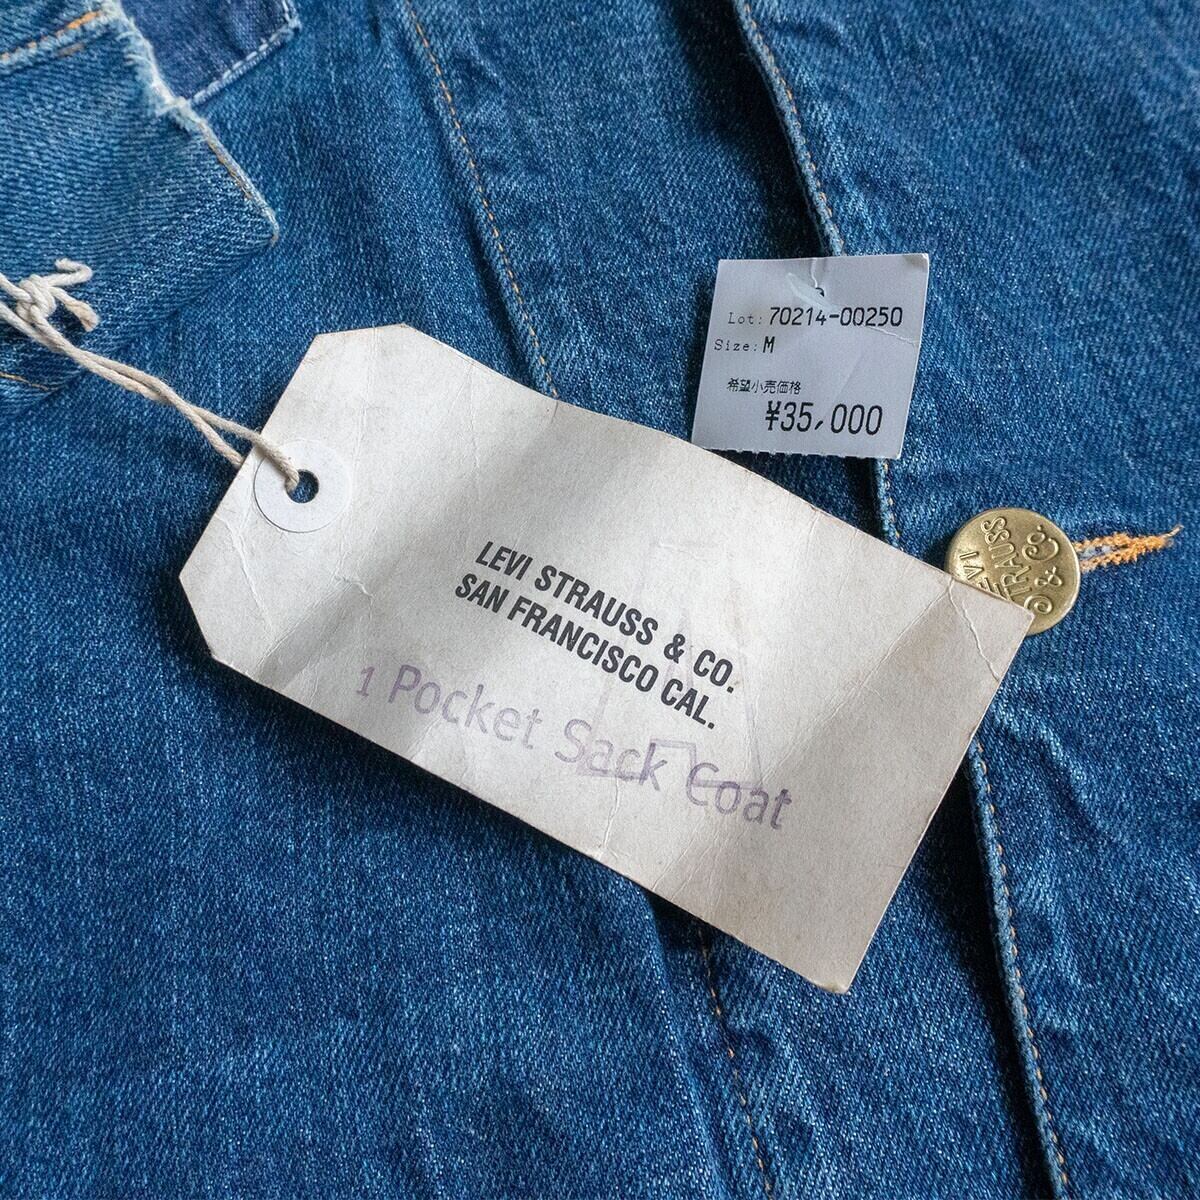 Lot: 70214-00250
Size: M
希望小売価格
¥35,000
LEVI STRAUSS & CO.
SAN FRANCISCO CAL.
1 Pocket Sack Coat
LEVI
STRAUSS
& Co